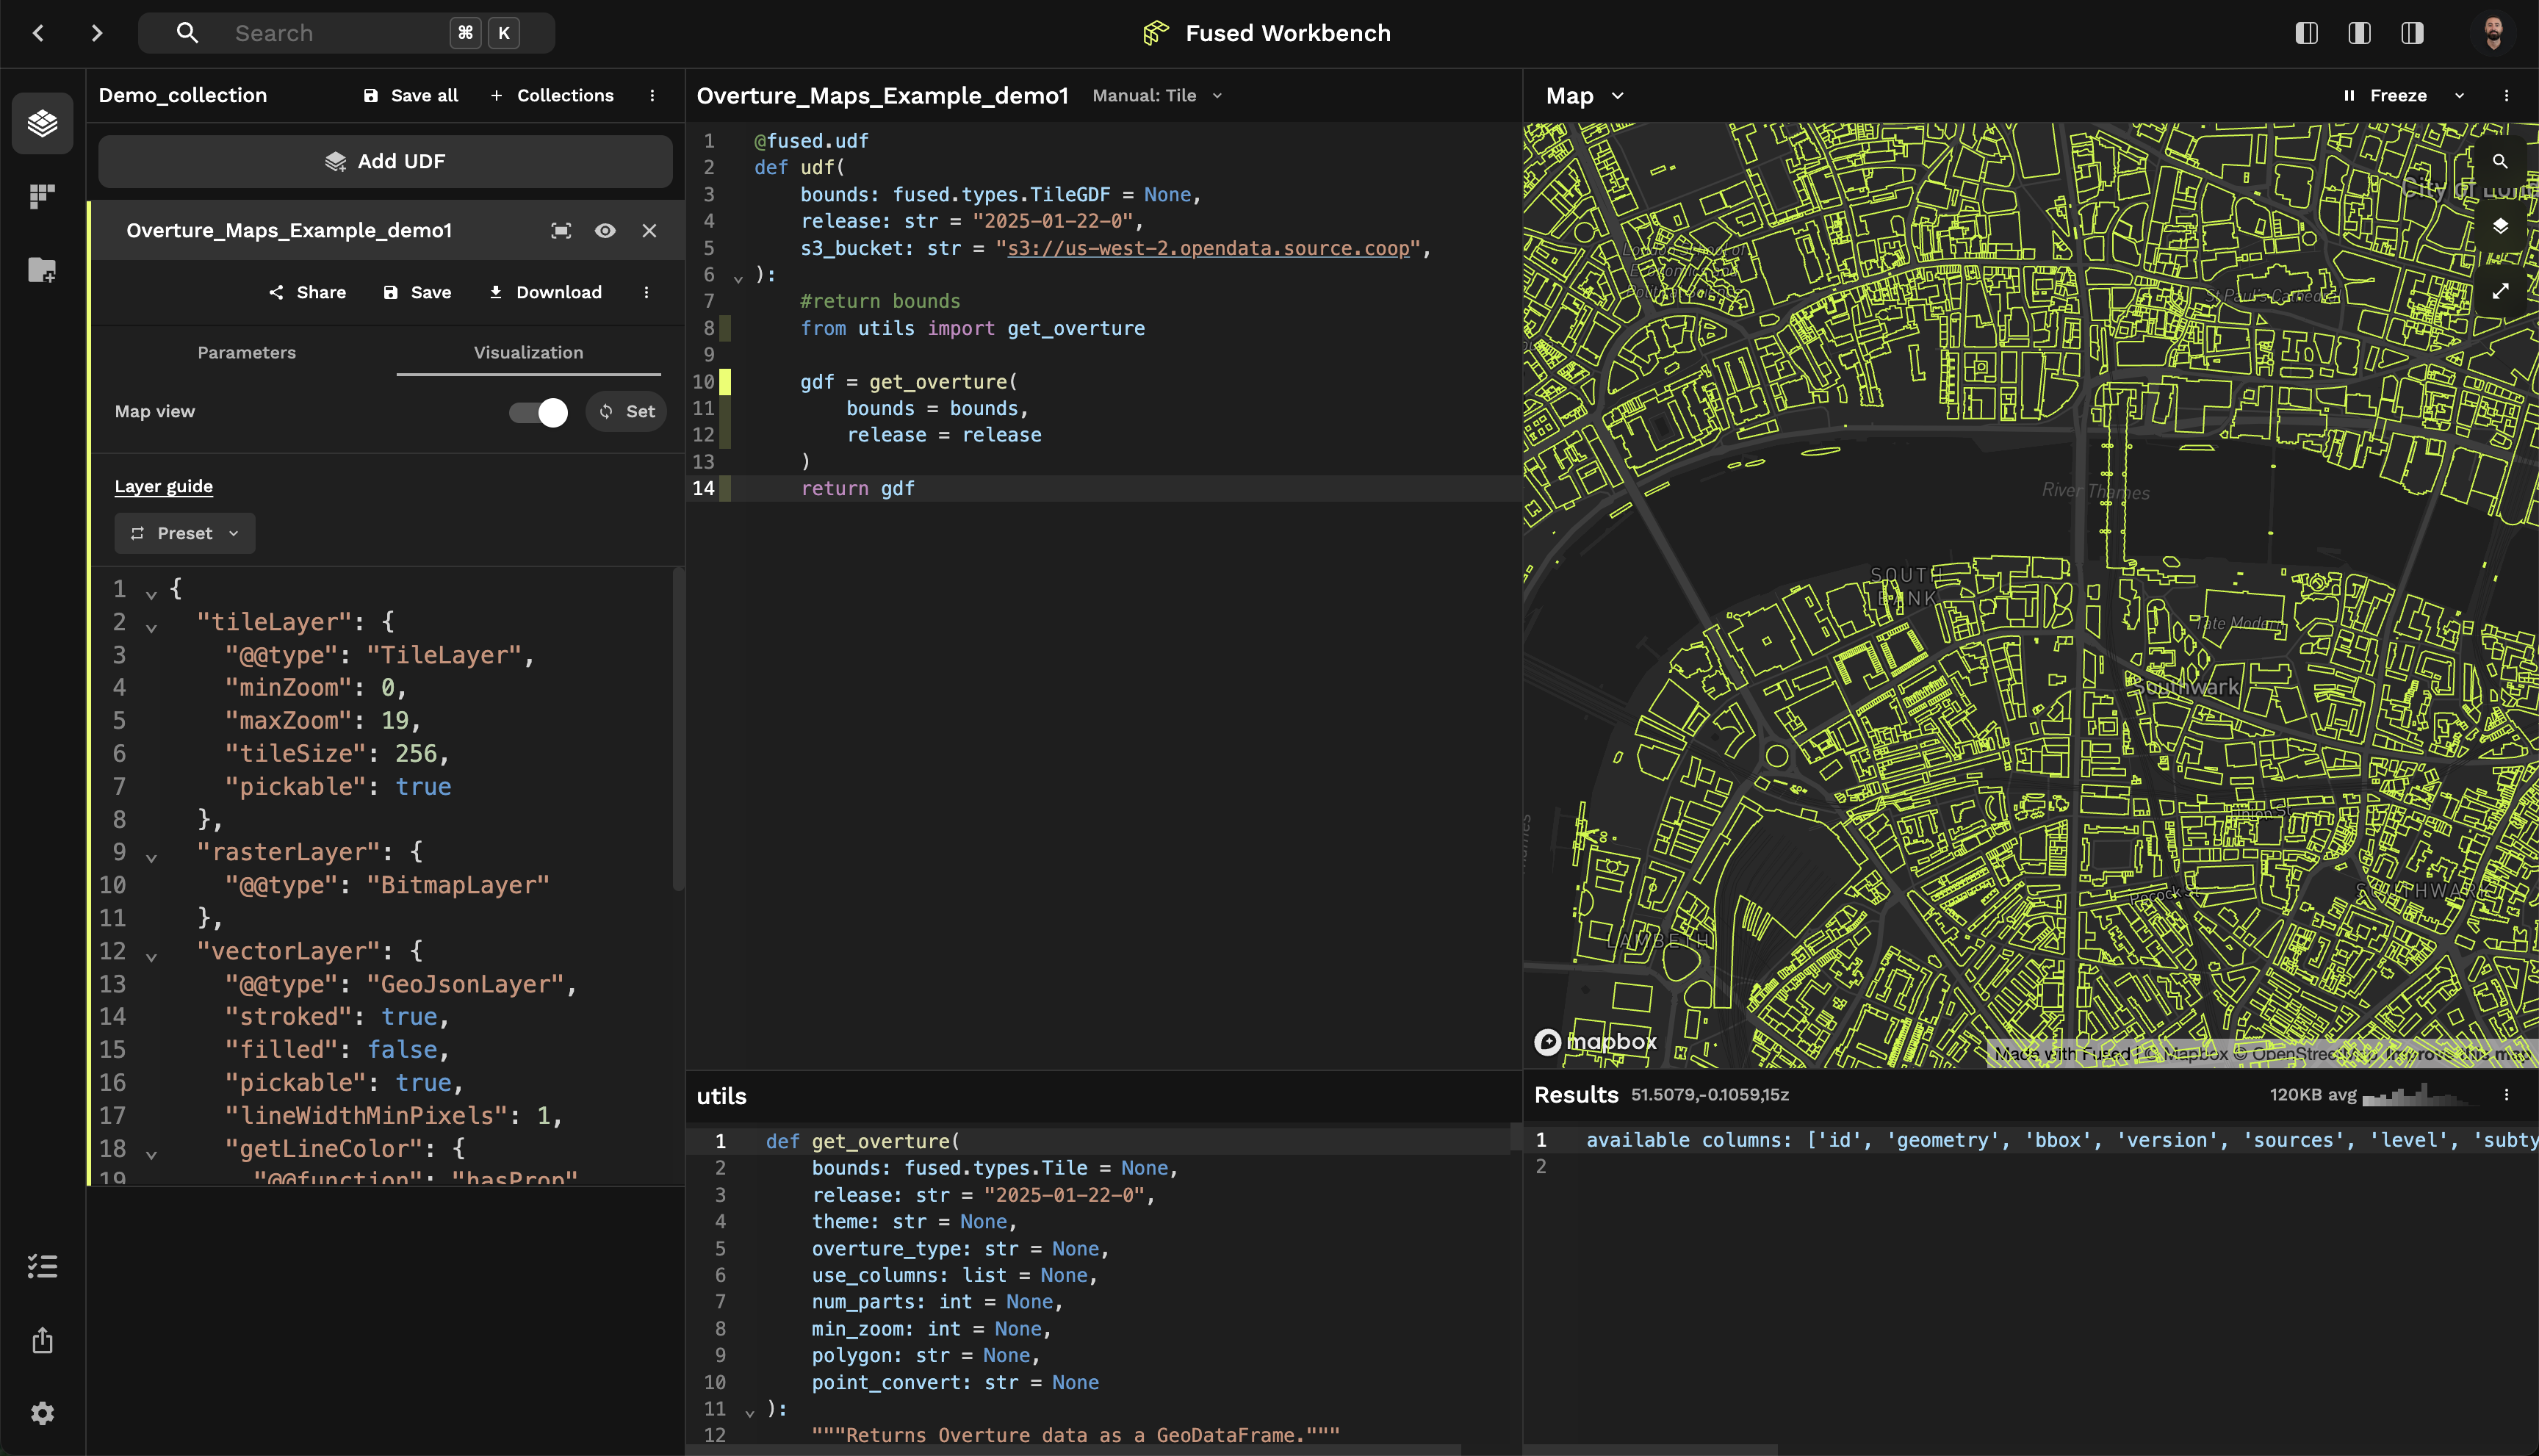 Search ⌘ K
Fused Workbench
Demo_collection
Save all
+ Collections
Add UDF
Overture_Maps_Example_demo1
Share
Save
Download
Parameters
Visualization
Map view
Set
Layer guide
Preset
1 {
2 "tileLayer": {
3 "@@type": "TileLayer",
4 "minZoom": 0,
5 "maxZoom": 19,
6 "tileSize": 256,
7 "pickable": true
8 },
9 "rasterLayer": {
10 "@@type": "BitmapLayer"
11 },
12 "vectorLayer": {
13 "@@type": "GeoJsonLayer",
14 "stroked": true,
15 "filled": false,
16 "pickable": true,
17 "lineWidthMinPixels": 1,
18 "getLineColor": {
19 "@@function": "hasProp"
Overture_Maps_Example_demo1
Manual: Tile
1 @fused.udf
2 def udf(
3 bounds: fused.types.TileGDF = None,
4 release: str = "2025-01-22-0",
5 s3_bucket: str = "s3://us-west-2.opendata.source.coop",
6 ):
7 #return bounds
8 from utils import get_overture
9
10 gdf = get_overture(
11 bounds = bounds,
12 release = release
13 )
14 return gdf
utils
1 def get_overture(
2 bounds: fused.types.Tile = None,
3 release: str = "2025-01-22-0",
4 theme: str = None,
5 overture_type: str = None,
6 use_columns: list = None,
7 num_parts: int = None,
8 min_zoom: int = None,
9 polygon: str = None,
10 point_convert: str = None
11 ):
12 """Returns Overture data as a GeoDataFrame."""
Map
Freeze
City of
St Paul's Cathedral
River Thames
SOUTH
BANK
Tate Modern
Southwark
SOUTHWARK
LAMBETH
mapbox
Made with Fused | © Mapbox © OpenStreetMap Improve this map
Results
51.5079,-0.1059,15z
120KB avg
1 available columns: ['id', 'geometry', 'bbox', 'version', 'sources', 'level', 'subty
2